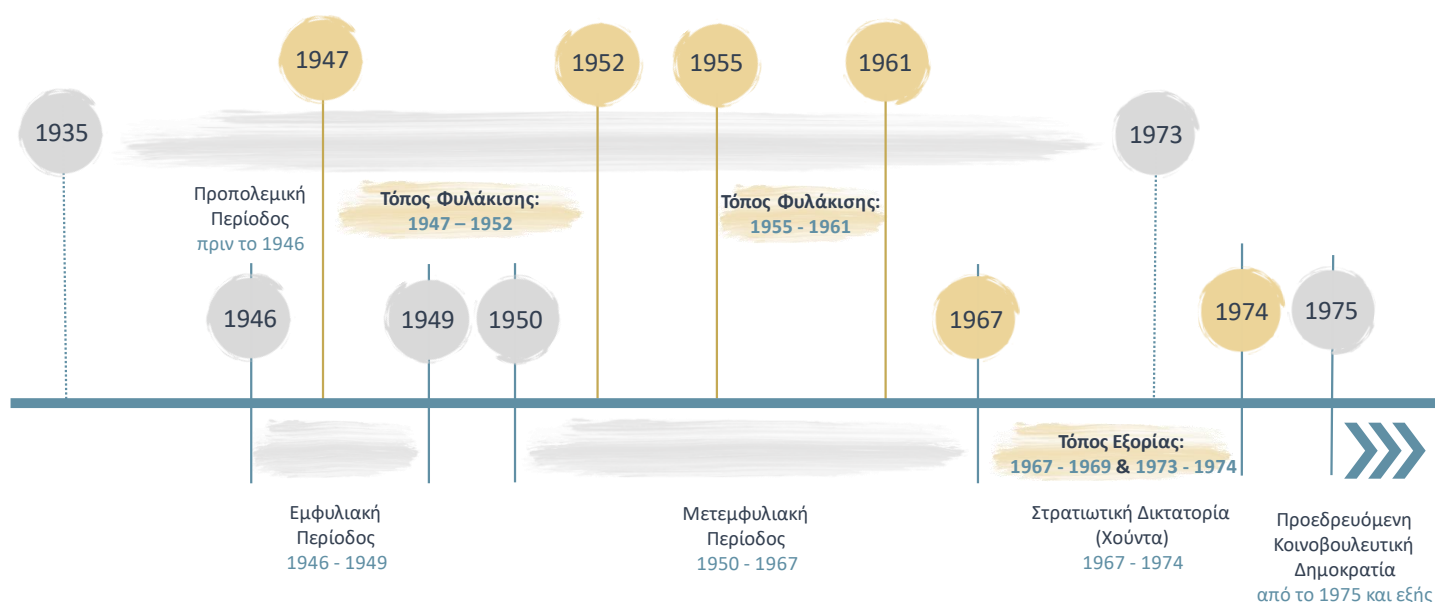 1947
1952
1955
1961
1935
1973
Προπολεμική
Περίοδος
πριν το 1946
Τόπος Φυλάκισης:
1947 – 1952
Τόπος Φυλάκισης:
1955 - 1961
1946
1949
1950
1967
1974
1975
Τόπος Εξορίας:
1967 - 1969 & 1973 - 1974
Εμφυλιακή
Περίοδος
1946 - 1949
Μετεμφυλιακή
Περίοδος
1950 - 1967
Στρατιωτική Δικτατορία
(Χούντα)
1967 - 1974
Προεδρευόμενη
Κοινοβουλευτική
Δημοκρατία
από το 1975 και εξής